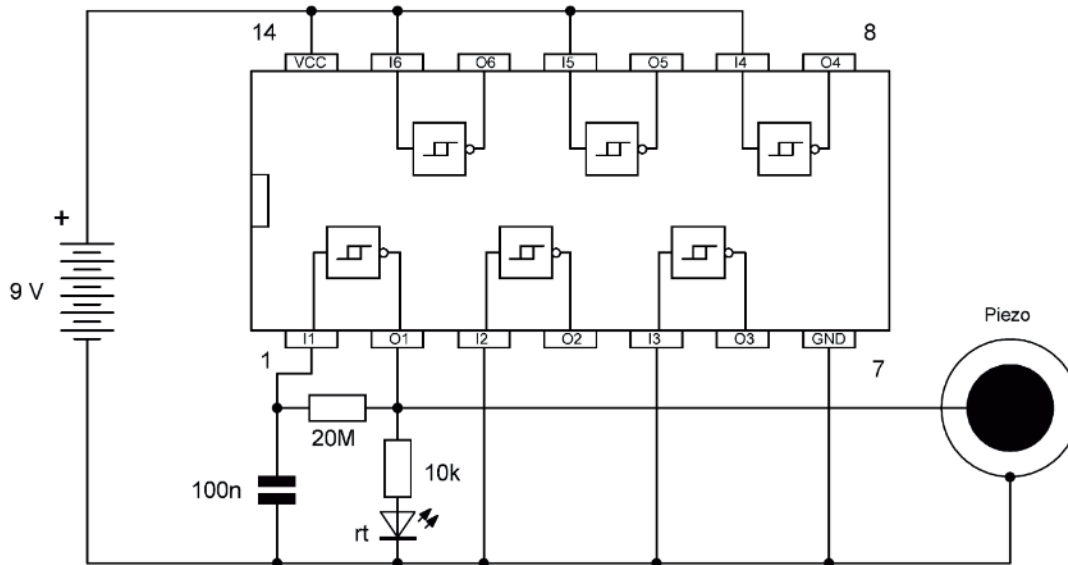 14
8
VCC
I6
O6
I5
O5
I4
O4
+
9 V
I1
O1
I2
O2
I3
O3
GND
1
7
Piezo
20M
10k
100n
rt